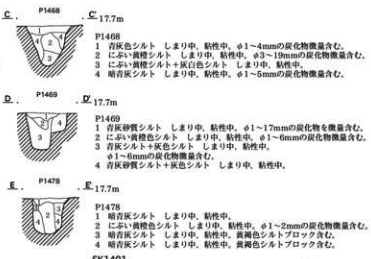 C . P1468 . C' 17.7m
1
4 2 4
3
P1468
1 青灰色シルト しまり中，粘性中。φ1～4mmの炭化物微量含む。
2 にぶい黄橙シルト しまり中，粘性中。φ3～19mmの炭化物微量含む。
3 にぶい黄橙シルト＋灰白色シルト しまり中，粘性中。
4 暗青灰シルト しまり中，粘性中。φ1～5mmの炭化物微量含む。
D . P1469 . D' 17.7m
1 2 4
3
P1469
1 青灰砂質シルト しまり中，粘性中。φ1～17mmの炭化物を微量含む。
2 にぶい黄橙色シルト しまり中，粘性中。φ1～6mmの炭化物微量含む。
3 青灰シルト＋灰色シルト しまり中，粘性中。
φ1～6mmの炭化物微量含む。
4 青灰砂質シルト＋灰色シルト しまり中，粘性中。
E . P1478 . E' 17.7m
1 3
4 2 4
P1478
1 暗青灰シルト しまり中，粘性中。
2 にぶい黄橙色シルト しまり中，粘性中。φ1～2mmの炭化物微量含む。
3 暗青灰シルト しまり中，粘性中。黄褐色シルトブロック含む。
4 暗青灰シルト しまり中，粘性中。黄褐色シルトブロック含む。
SK1401